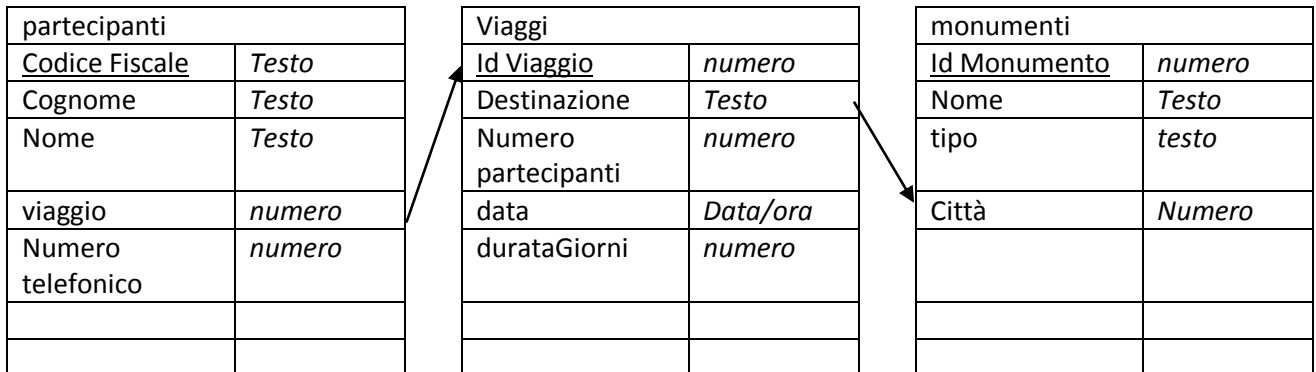 partecipanti
Codice Fiscale Testo
Cognome Testo
Nome Testo
viaggio numero
Numero numero
telefonico
Viaggi
Id Viaggio numero
Destinazione Testo
Numero numero
partecipanti
data Data/ora
durataGiorni numero
monumenti
Id Monumento numero
Nome Testo
tipo testo
Città Numero